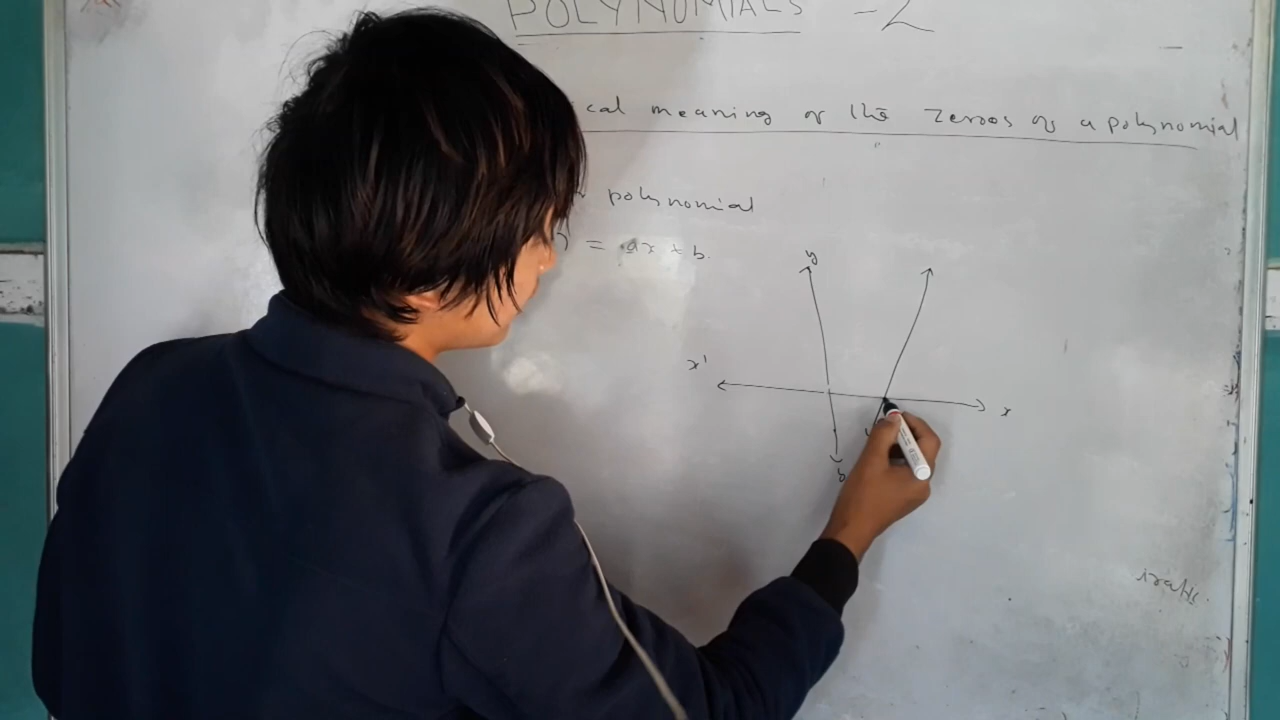 POLYNOMIALS - 2
cal meaning of the zeroes of a polynomial
polynomial
) = ax + b.
y
x'
x